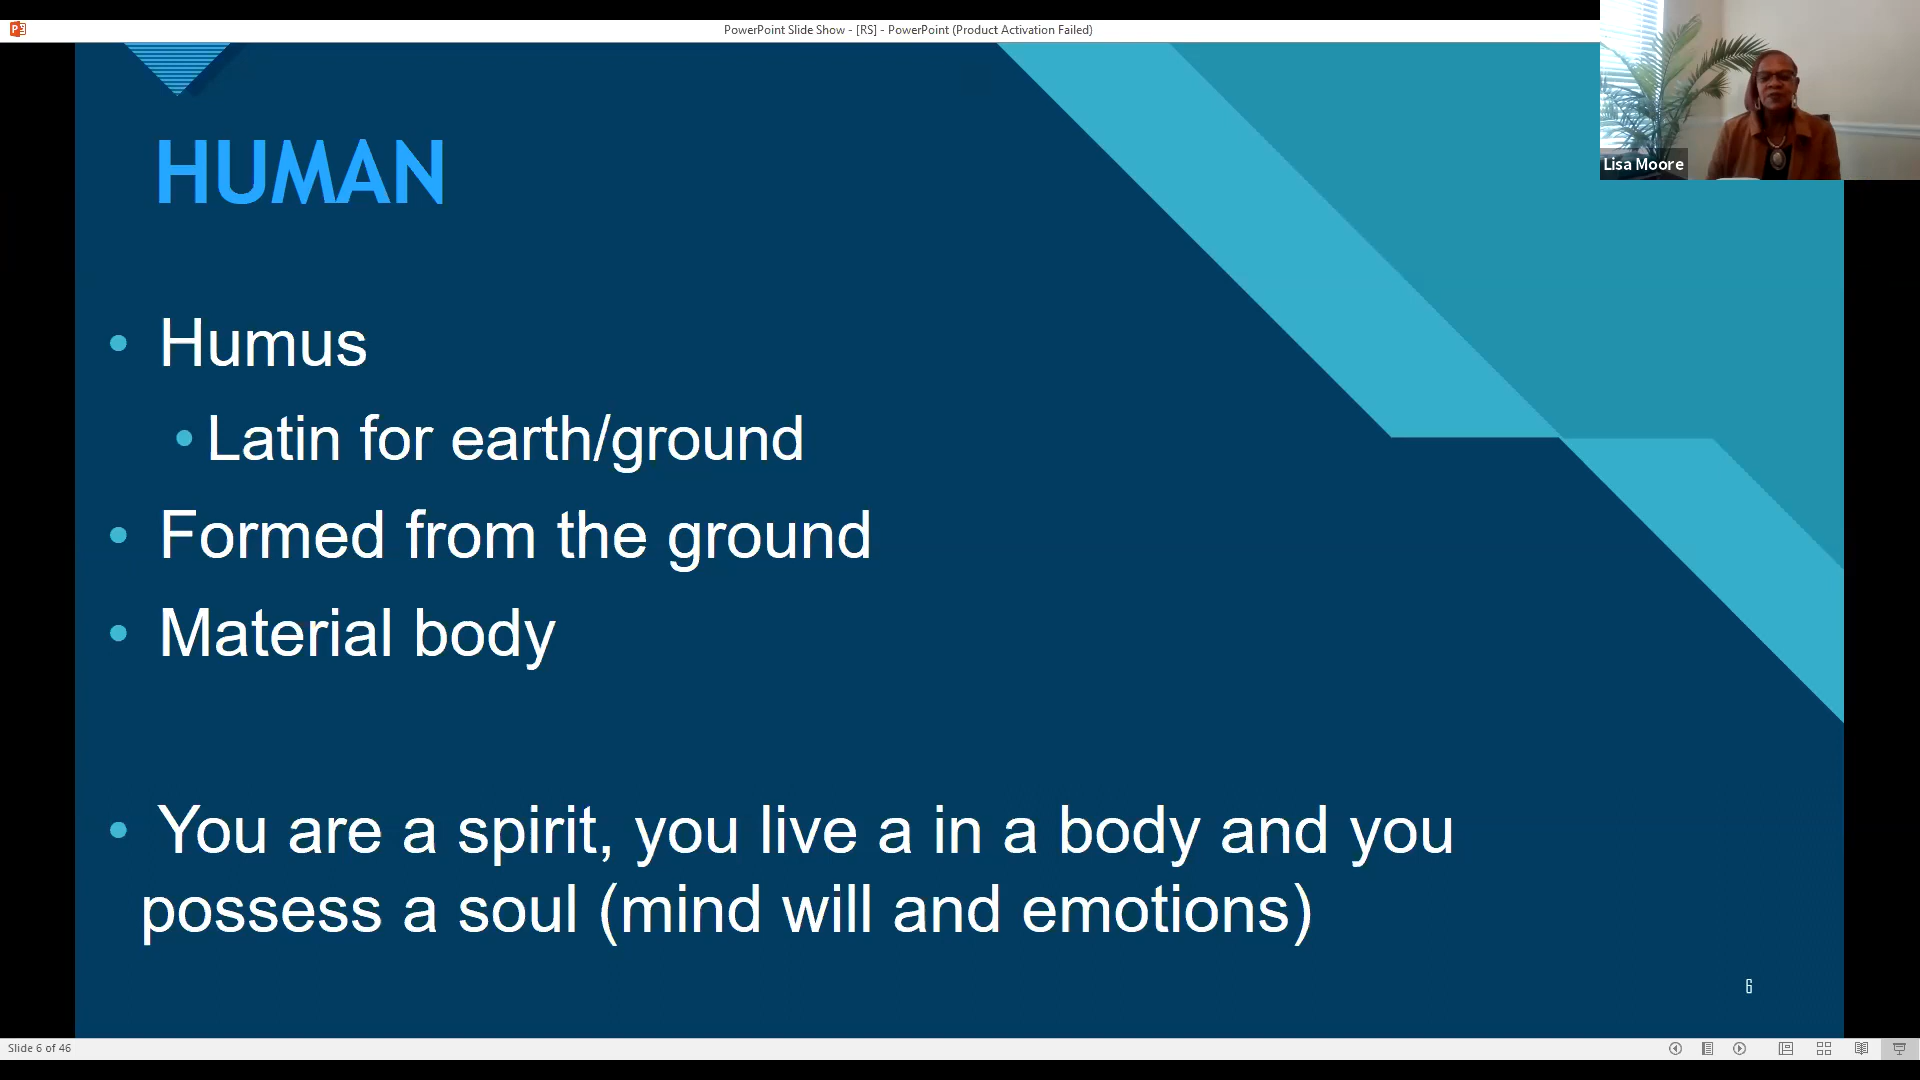 PowerPoint Slide Show - [RS] - PowerPoint (Product Activation Failed)
Lisa Moore
HUMAN
• Humus
• Latin for earth/ground
• Formed from the ground
• Material body
• You are a spirit, you live a in a body and you
possess a soul (mind will and emotions)
6
Slide 6 of 46